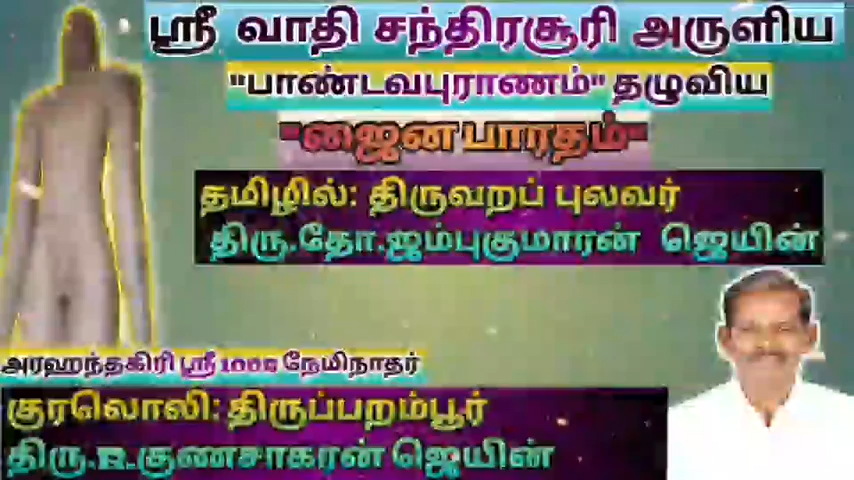 ஸ்ரீ வாதி சந்திரசூரி அருளிய
"பாண்டவபுராணம்" தழுவிய
"ஜைன பாரதம்"
தமிழில்: திருவறப் புலவர்
திரு.தோ.ஜம்புகுமாரன் ஜெயின்
அரஹந்தகிரி ஸ்ரீ 1008 நேமிநாதர்
குரலொலி: திருப்பறம்பூர்
திரு.R.குணசாகரன் ஜெயின்